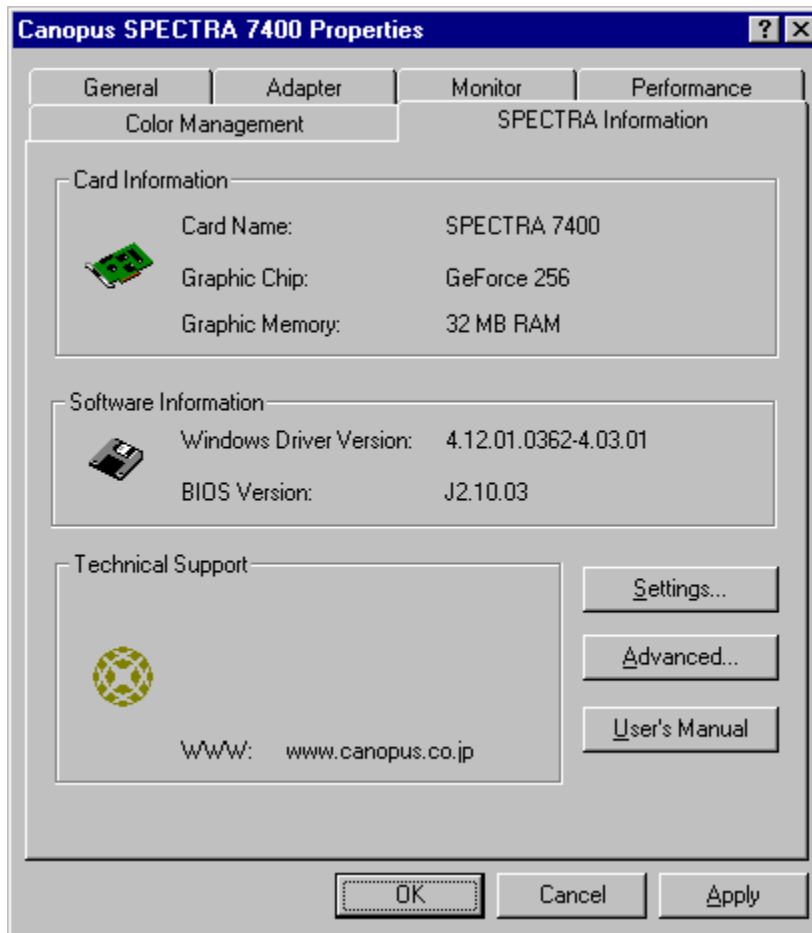 Canopus SPECTRA 7400 Properties
General Adapter Monitor Performance
Color Management SPECTRA Information
Card Information
Card Name: SPECTRA 7400
Graphic Chip: GeForce 256
Graphic Memory: 32 MB RAM
Software Information
Windows Driver Version: 4.12.01.0362-4.03.01
BIOS Version: J2.10.03
Technical Support
Settings...
Advanced...
User's Manual
WWW: www.canopus.co.jp
OK Cancel Apply